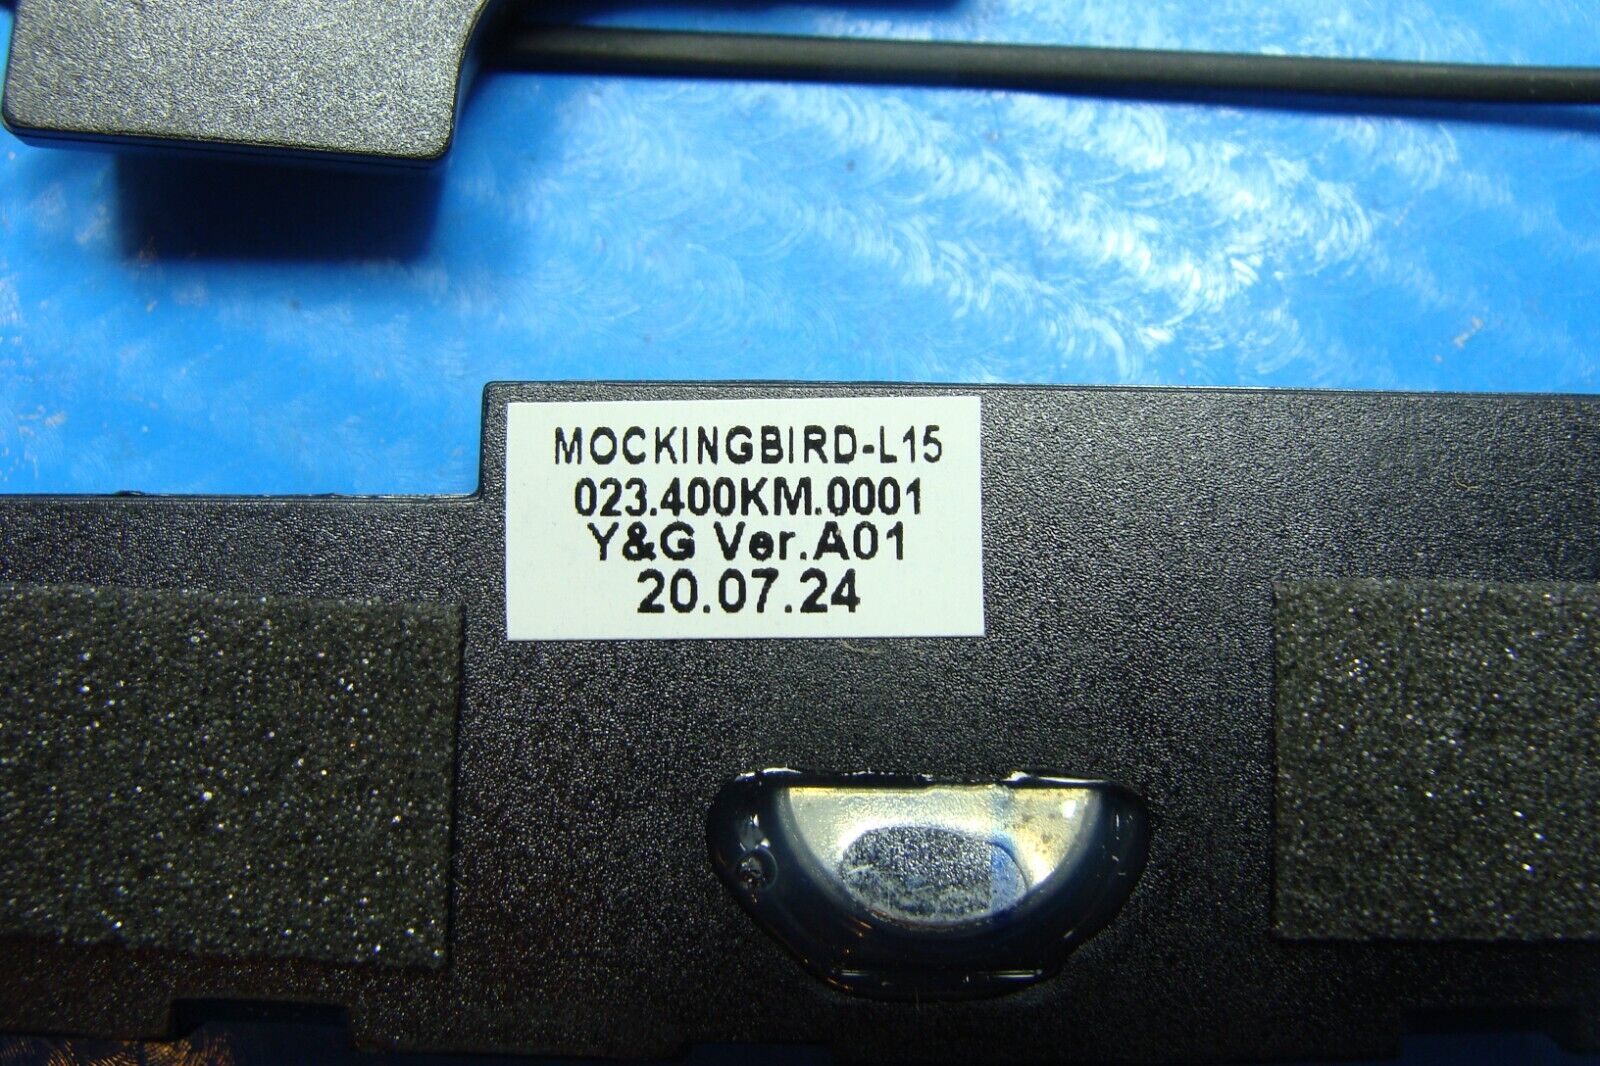 MOCKINGBIRD-L15
023.400KM.0001
Y&G Ver.A01
20.07.24